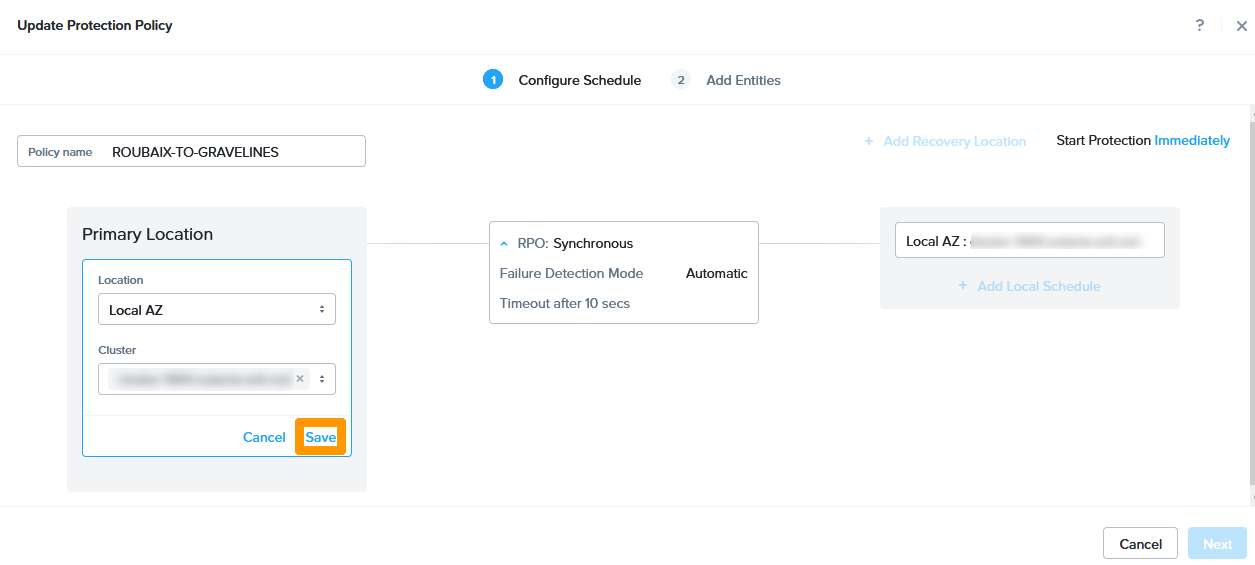 Update Protection Policy
?
1 Configure Schedule 2 Add Entities
Policy name ROUBAIX-TO-GRAVELINES
+ Add Recovery Location
Start Protection Immediately
Primary Location
Location
Local AZ
Cluster
Cancel Save
RPO: Synchronous
Failure Detection Mode Automatic
Timeout after 10 secs
Local AZ :
+ Add Local Schedule
Cancel Next